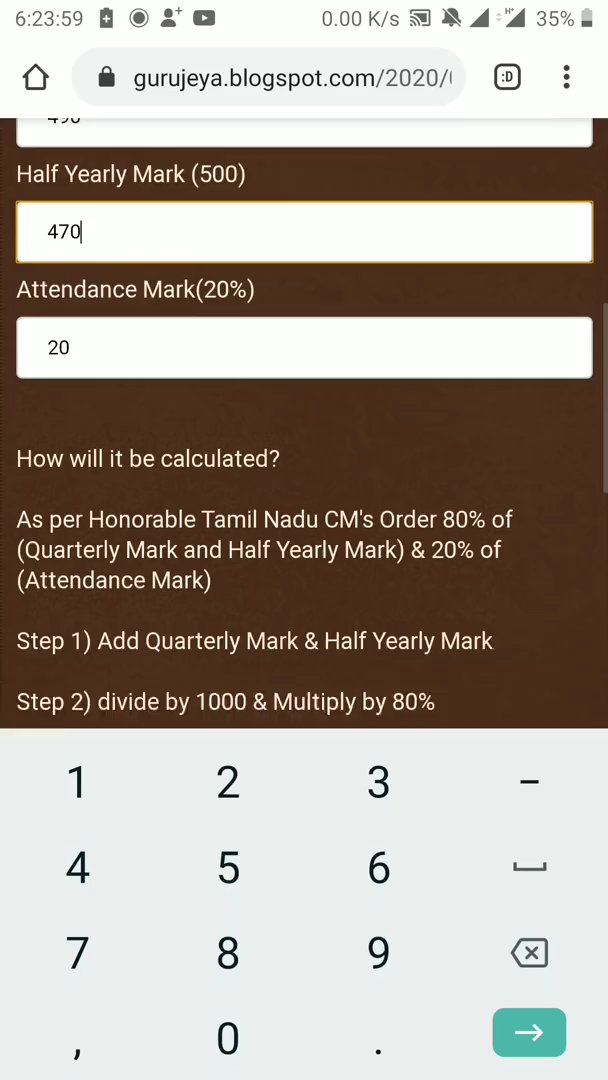 6:23:59
0.00 K/s
H+
35%
gurujeya.blogspot.com/2020/
:D
Half Yearly Mark (500)
470
Attendance Mark(20%)
20
How will it be calculated?
As per Honorable Tamil Nadu CM's Order 80% of
(Quarterly Mark and Half Yearly Mark) & 20% of
(Attendance Mark)
Step 1) Add Quarterly Mark & Half Yearly Mark
Step 2) divide by 1000 & Multiply by 80%
1 2 3 –
4 5 6
7 8 9
, 0 .